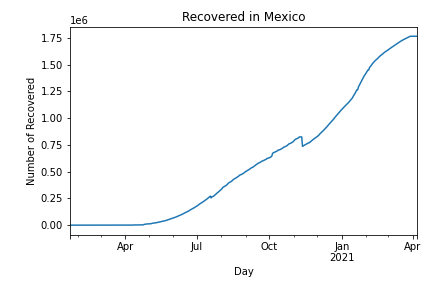 Recovered in Mexico
1e6
1.75
1.50
1.25
1.00
0.75
0.50
0.25
0.00
Number of Recovered
Apr Jul Oct Jan Apr
2021
Day